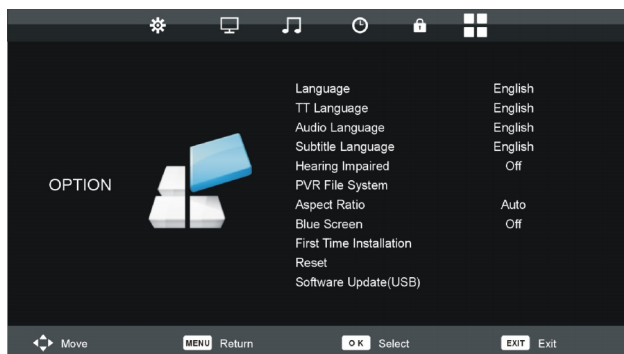 OPTION
Language English
TT Language English
Audio Language English
Subtitle Language English
Hearing Impaired Off
PVR File System
Aspect Ratio Auto
Blue Screen Off
First Time Installation
Reset
Software Update(USB)
Move MENU Return OK Select EXIT Exit